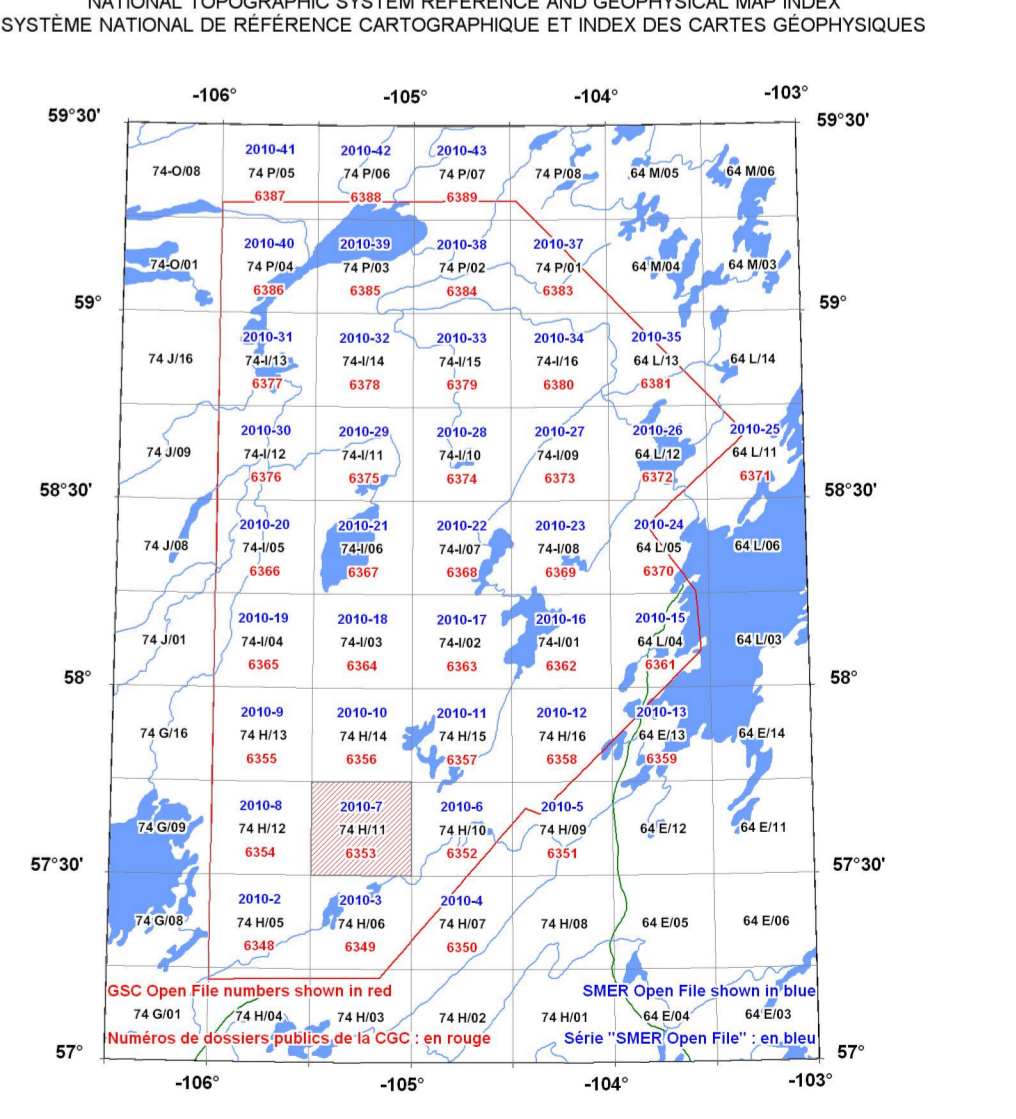 NATIONAL TOPOGRAPHIC SYSTEM REFERENCE AND GEOPHYSICAL MAP INDEX
SYSTÈME NATIONAL DE RÉFÉRENCE CARTOGRAPHIQUE ET INDEX DES CARTES GÉOPHYSIQUES
-106° -105° -104° -103°
59°30' 59°30'
2010-41 2010-42 2010-43
74-O/08 74 P/05 74 P/06 74 P/07 74 P/08 64 M/05 64 M/06
6387 6388 6389
2010-40 2010-39 2010-38 2010-37
74-O/01 74 P/04 74 P/03 74 P/02 74 P/01 64 M/04 64 M/03
6386 6385 6384 6383
59° 59°
2010-31 2010-32 2010-33 2010-34 2010-35
74 J/16 74-I/13 74-I/14 74-I/15 74-I/16 64 L/13 64 L/14
6377 6378 6379 6380 6381
2010-30 2010-29 2010-28 2010-27 2010-26 2010-25
74 J/09 74-I/12 74-I/11 74-I/10 74-I/09 64 L/12 64 L/11
6376 6375 6374 6373 6372 6371
58°30' 58°30'
2010-20 2010-21 2010-22 2010-23 2010-24
74 J/08 74-I/05 74-I/06 74-I/07 74-I/08 64 L/05 64 L/06
6366 6367 6368 6369 6370
2010-19 2010-18 2010-17 2010-16 2010-15
74 J/01 74-I/04 74-I/03 74-I/02 74-I/01 64 L/04 64 L/03
6365 6364 6363 6362 6361
58° 58°
2010-9 2010-10 2010-11 2010-12 2010-13
74 G/16 74 H/13 74 H/14 74 H/15 74 H/16 64 E/13 64 E/14
6355 6356 6357 6358 6359
2010-8 2010-7 2010-6 2010-5
74 G/09 74 H/12 74 H/11 74 H/10 74 H/09 64 E/12 64 E/11
6354 6353 6352 6351
57°30' 57°30'
2010-2 2010-3 2010-4
74 G/08 74 H/05 74 H/06 74 H/07 74 H/08 64 E/05 64 E/06
6348 6349 6350
GSC Open File numbers shown in red SMER Open File shown in blue
74 G/01 74 H/04 74 H/03 74 H/02 74 H/01 64 E/04 64 E/03
Numéros de dossiers publics de la CGC : en rouge Série "SMER Open File" : en bleu
57° 57°
-106° -105° -104° -103°